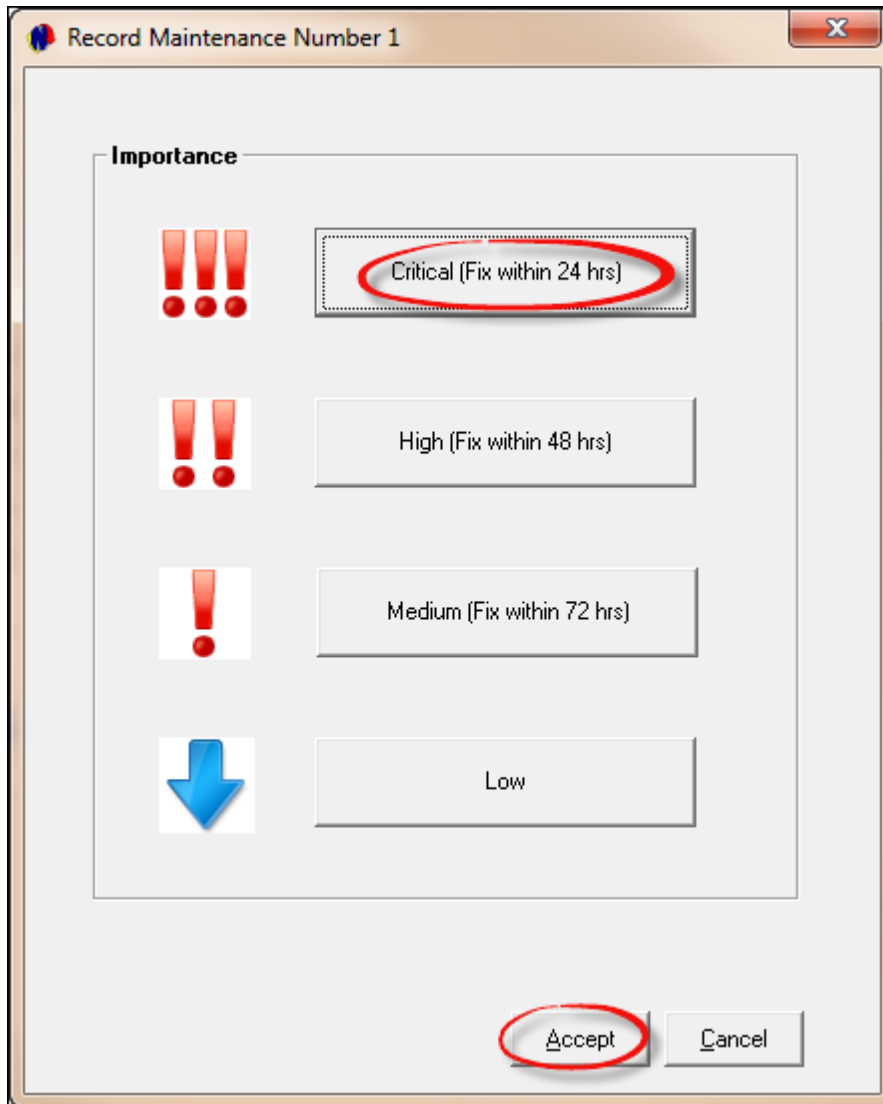 Record Maintenance Number 1
Importance
Critical (Fix within 24 hrs)
High (Fix within 48 hrs)
Medium (Fix within 72 hrs)
Low
Accept Cancel